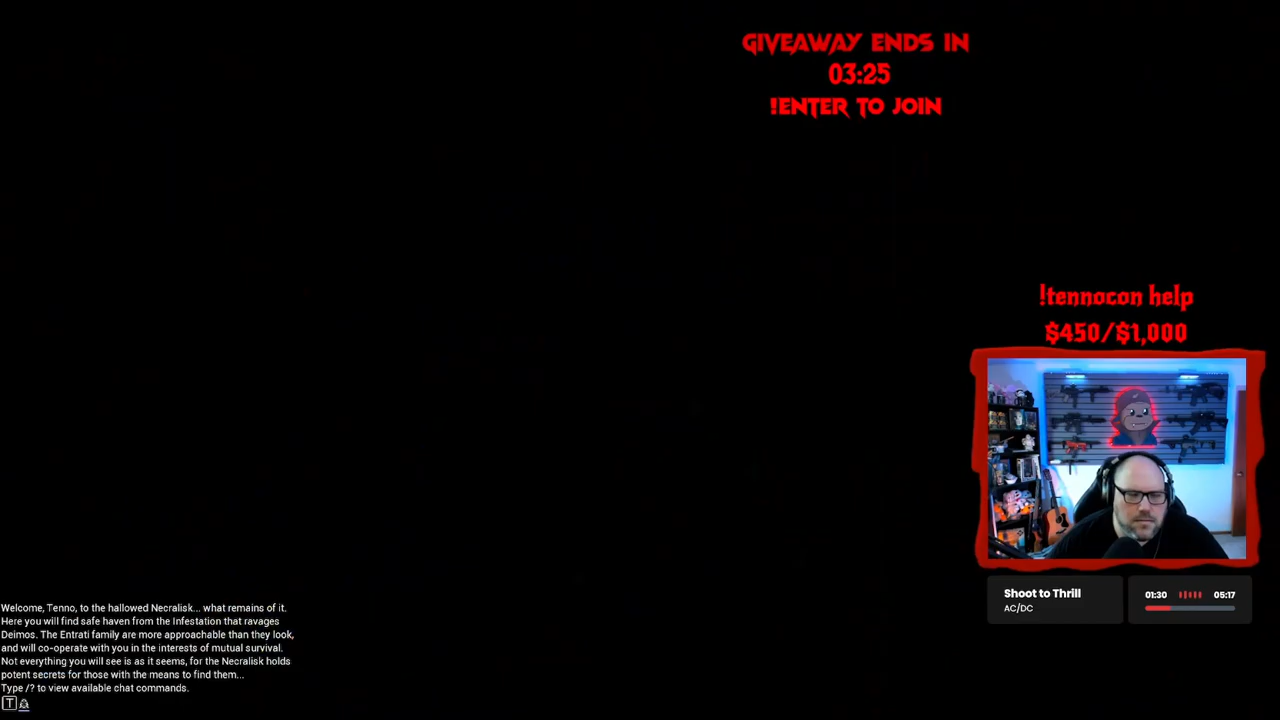 GIVEAWAY ENDS IN
03:25
!ENTER TO JOIN
!tennocon help
$450/$1,000
Shoot to Thrill
AC/DC
01:30
05:17
Welcome, Tenno, to the hallowed Necralisk... what remains of it.
Here you will find safe haven from the Infestation that ravages
Deimos. The Entrati family are more approachable than they look,
and will co-operate with you in the interests of mutual survival.
Not everything you will see is as it seems, for the Necralisk holds
potent secrets for those with the means to find them...
Type /? to view available chat commands.
T